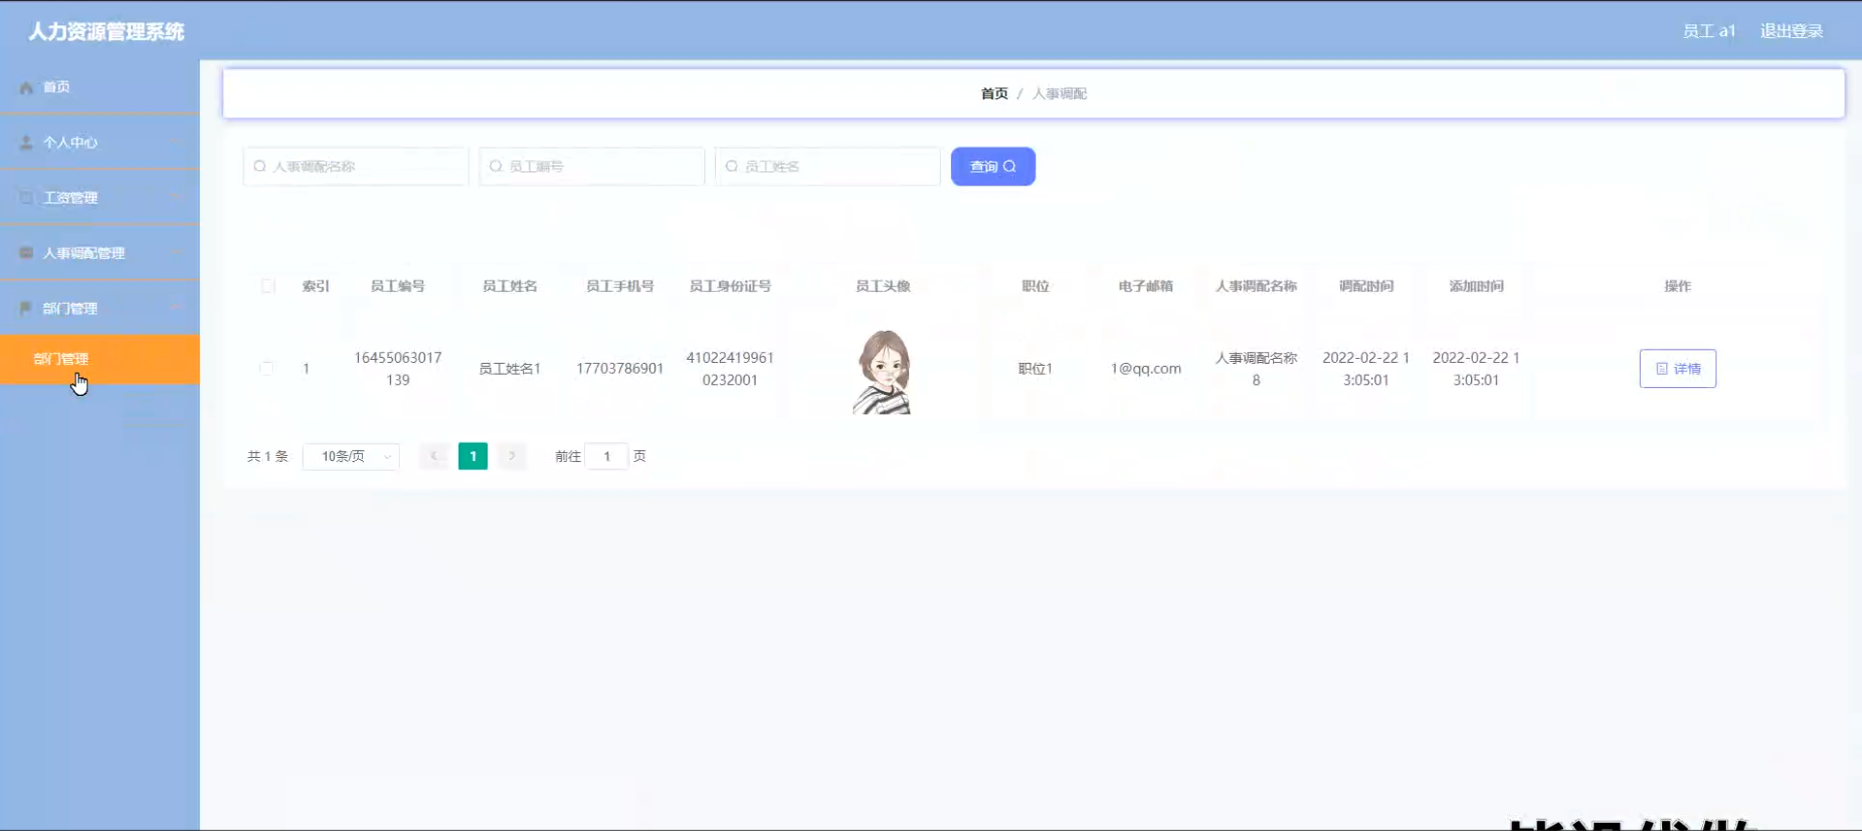 人力资源管理系统
员工 a1 退出登录
首页
个人中心
工资管理
人事调配管理
部门管理
部门管理
首页 / 人事调配
人事调配名称 员工编号 员工姓名 查询
索引 员工编号 员工姓名 员工手机号 员工身份证号 员工头像 职位 电子邮箱 人事调配名称 调配时间 添加时间 操作
1 16455063017139 员工姓名1 17703786901 410224199610232001 职位1 1@qq.com 人事调配名称8 2022-02-22 13:05:01 2022-02-22 13:05:01 详情
共 1 条 10条/页 1 前往 1 页